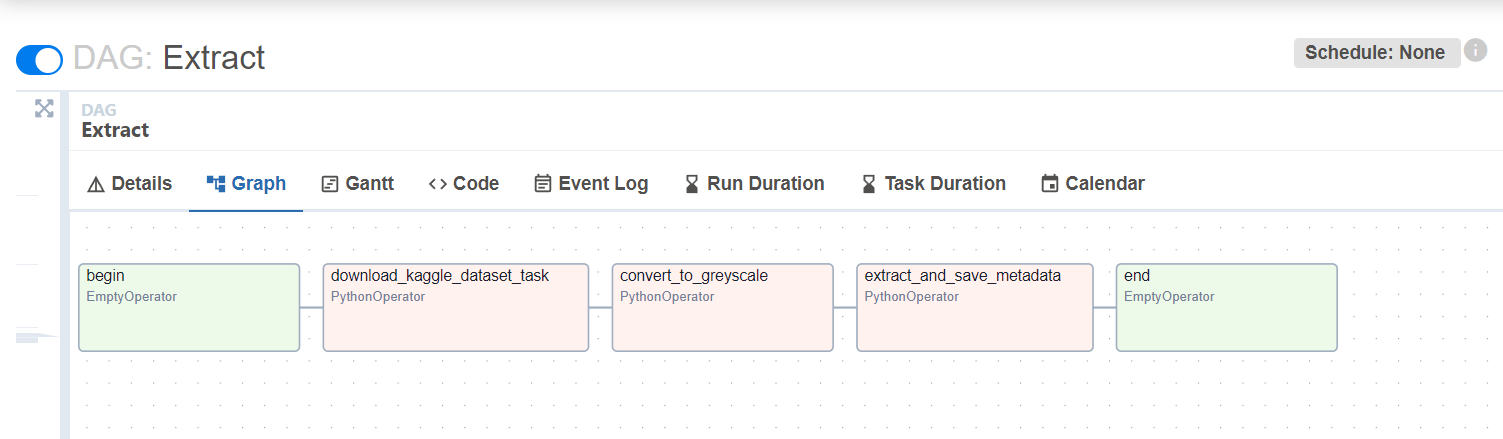 DAG: Extract
Schedule: None
DAG
Extract
Details Graph Gantt Code Event Log Run Duration Task Duration Calendar
begin
EmptyOperator
download_kaggle_dataset_task
PythonOperator
convert_to_greyscale
PythonOperator
extract_and_save_metadata
PythonOperator
end
EmptyOperator